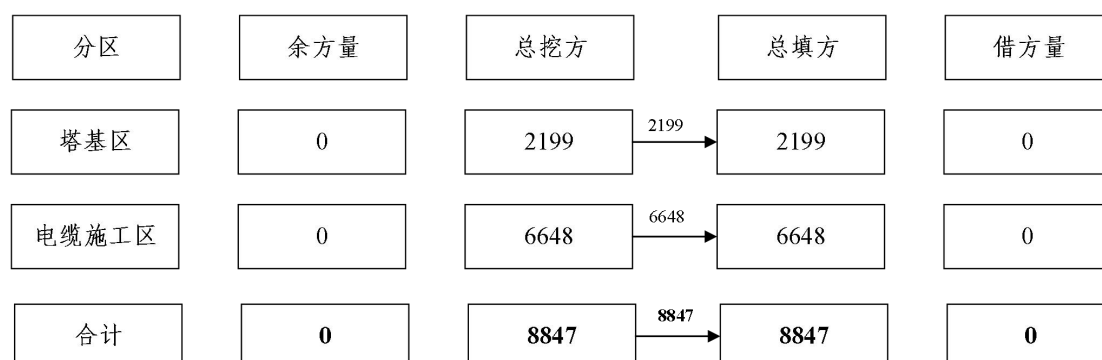 分区 余方量 总挖方 总填方 借方量
塔基区 0 2199 2199 2199 0
电缆施工区 0 6648 6648 6648 0
合计 0 8847 8847 8847 0